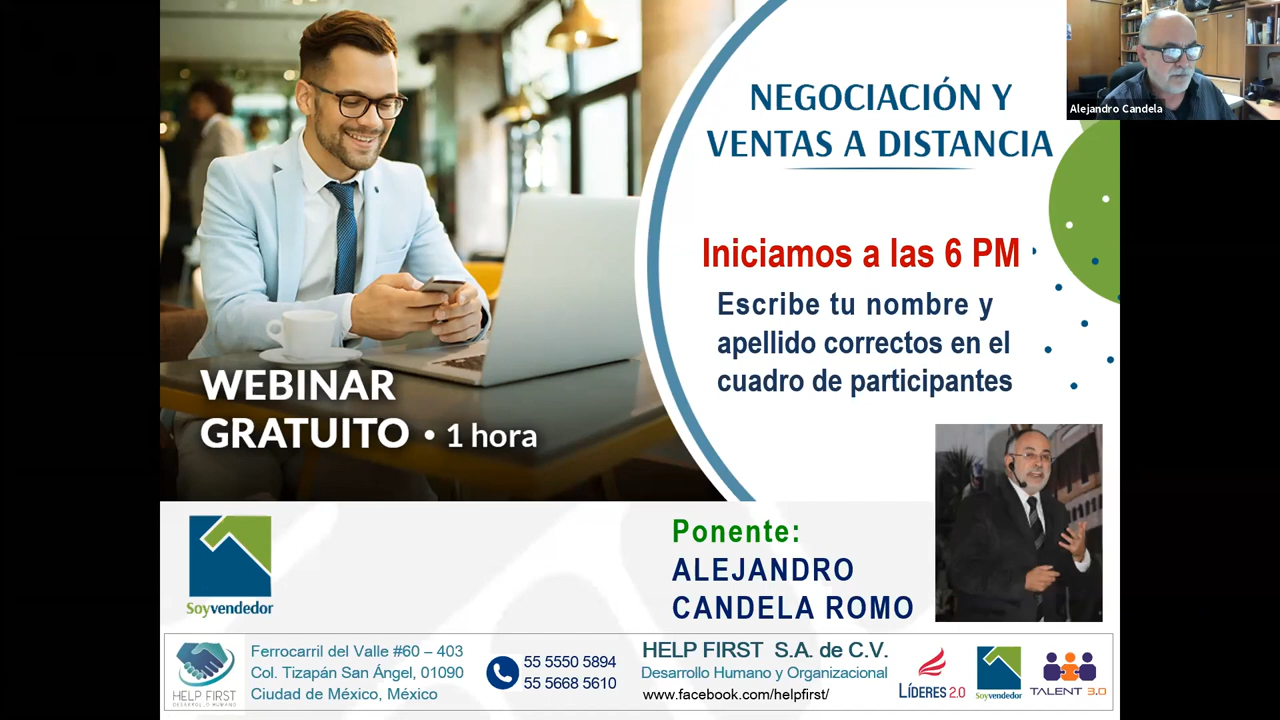 Alejandro Candela
NEGOCIACIÓN Y
VENTAS A DISTANCIA
Iniciamos a las 6 PM
Escribe tu nombre y
apellido correctos en el
cuadro de participantes
WEBINAR
GRATUITO • 1 hora
Ponente:
ALEJANDRO
CANDELA ROMO
Soyvendedor
HELP FIRST
DESARROLLO HUMANO
Ferrocarril del Valle #60 – 403
Col. Tizapán San Ángel, 01090
Ciudad de México, México
55 5550 5894
55 5668 5610
HELP FIRST S.A. de C.V.
Desarrollo Humano y Organizacional
www.facebook.com/helpfirst/
LÍDERES 2.0
Soyvendedor
TALENT 3.0